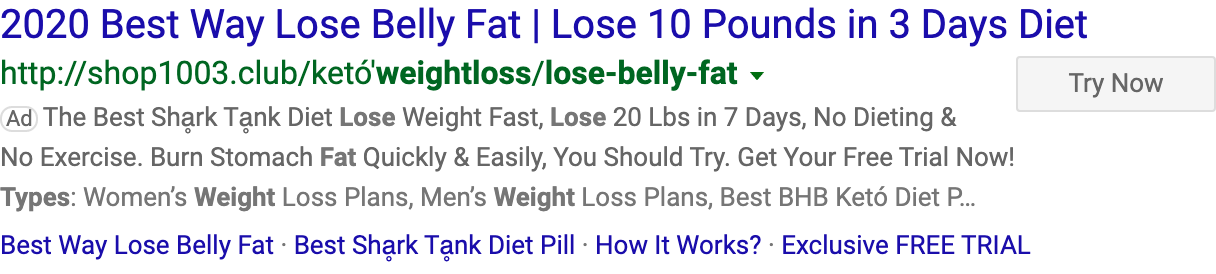 2020 Best Way Lose Belly Fat | Lose 10 Pounds in 3 Days Diet
http://shop1003.club/ketó'weightloss/lose-belly-fat
Try Now
Ad The Best Shḁrk Tḁnk Diet Lose Weight Fast, Lose 20 Lbs in 7 Days, No Dieting &
No Exercise. Burn Stomach Fat Quickly & Easily, You Should Try. Get Your Free Trial Now!
Types: Women’s Weight Loss Plans, Men’s Weight Loss Plans, Best BHB Ketó Diet P...
Best Way Lose Belly Fat · Best Shḁrk Tḁnk Diet Pill · How It Works? · Exclusive FREE TRIAL